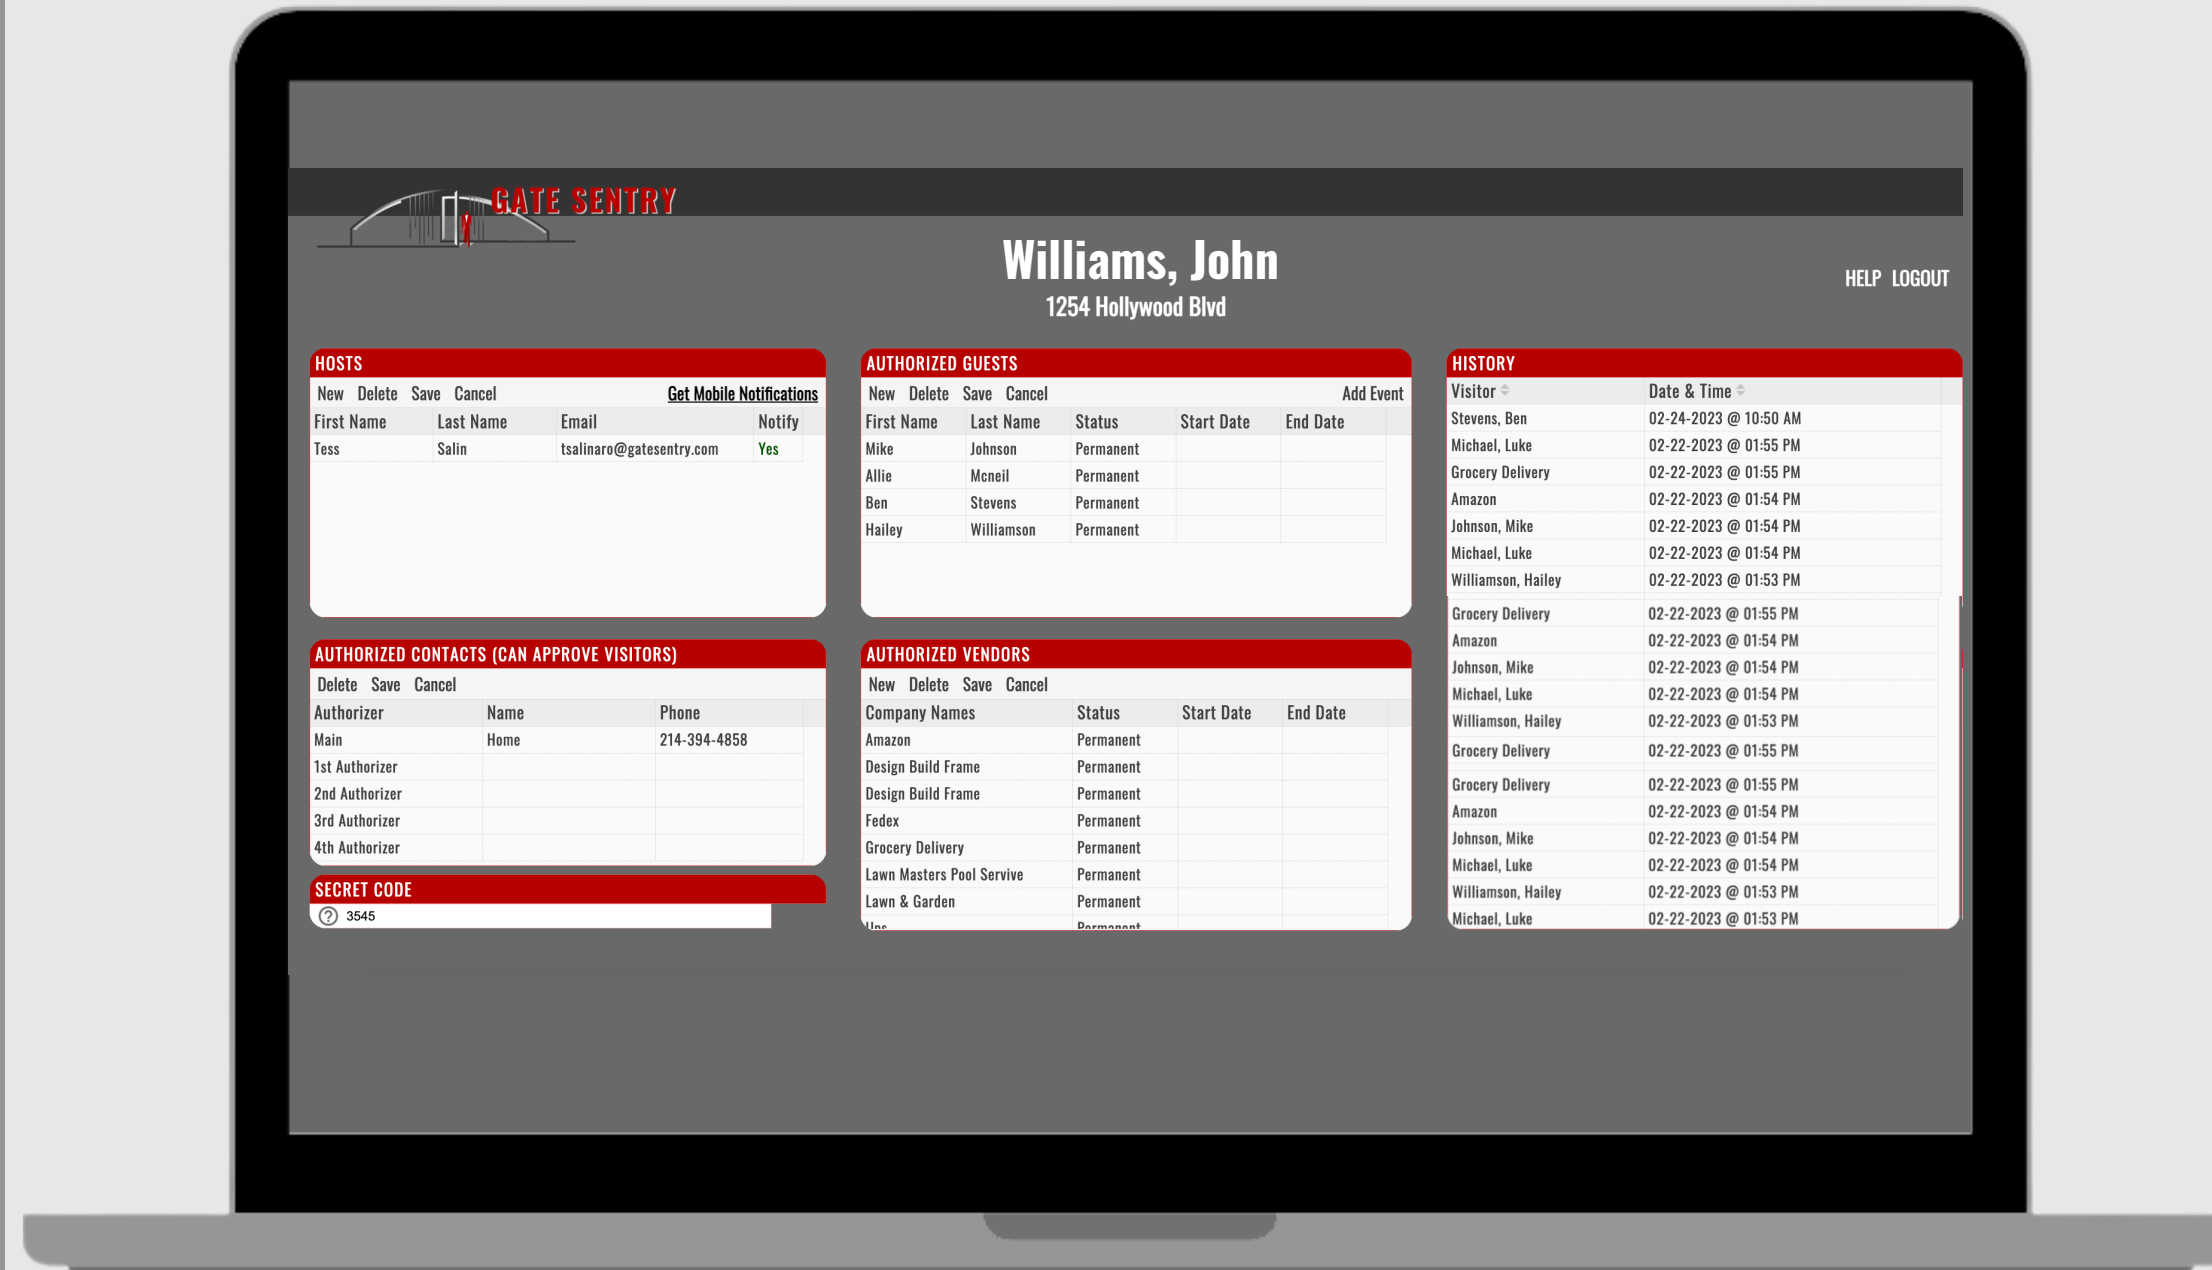 GATE SENTRY
Williams, John
1254 Hollywood Blvd
HELP LOGOUT
HOSTS
New Delete Save Cancel Get Mobile Notifications
First Name Last Name Email Notify
Tess Salin tsalinaro@gatesentry.com Yes
AUTHORIZED CONTACTS (CAN APPROVE VISITORS)
Delete Save Cancel
Authorizer Name Phone
Main Home 214-394-4858
1st Authorizer
2nd Authorizer
3rd Authorizer
4th Authorizer
SECRET CODE
? 3545
AUTHORIZED GUESTS
New Delete Save Cancel Add Event
First Name Last Name Status Start Date End Date
Mike Johnson Permanent
Allie Mcneil Permanent
Ben Stevens Permanent
Hailey Williamson Permanent
AUTHORIZED VENDORS
New Delete Save Cancel
Company Names Status Start Date End Date
Amazon Permanent
Design Build Frame Permanent
Design Build Frame Permanent
Fedex Permanent
Grocery Delivery Permanent
Lawn Masters Pool Servive Permanent
Lawn & Garden Permanent
Ups Permanent
HISTORY
Visitor Date & Time
Stevens, Ben 02-24-2023 @ 10:50 AM
Michael, Luke 02-22-2023 @ 01:55 PM
Grocery Delivery 02-22-2023 @ 01:55 PM
Amazon 02-22-2023 @ 01:54 PM
Johnson, Mike 02-22-2023 @ 01:54 PM
Michael, Luke 02-22-2023 @ 01:54 PM
Williamson, Hailey 02-22-2023 @ 01:53 PM
Grocery Delivery 02-22-2023 @ 01:55 PM
Amazon 02-22-2023 @ 01:54 PM
Johnson, Mike 02-22-2023 @ 01:54 PM
Michael, Luke 02-22-2023 @ 01:54 PM
Williamson, Hailey 02-22-2023 @ 01:53 PM
Grocery Delivery 02-22-2023 @ 01:55 PM
Grocery Delivery 02-22-2023 @ 01:55 PM
Amazon 02-22-2023 @ 01:54 PM
Johnson, Mike 02-22-2023 @ 01:54 PM
Michael, Luke 02-22-2023 @ 01:54 PM
Williamson, Hailey 02-22-2023 @ 01:53 PM
Michael, Luke 02-22-2023 @ 01:53 PM